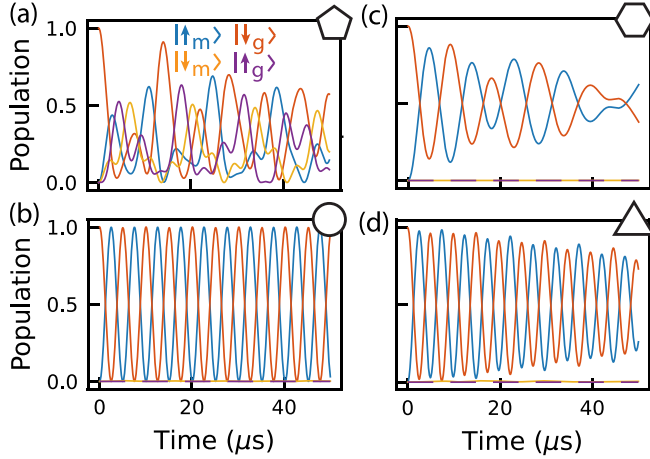 (a)
|↑m⟩ |↓g⟩
|↓m⟩ |↑g⟩
Population
1.0
0.5
0.0
(c)
(b)
Population
1.0
0.5
0.0
0 20 40
Time (μs)
(d)
0 20 40
Time (μs)